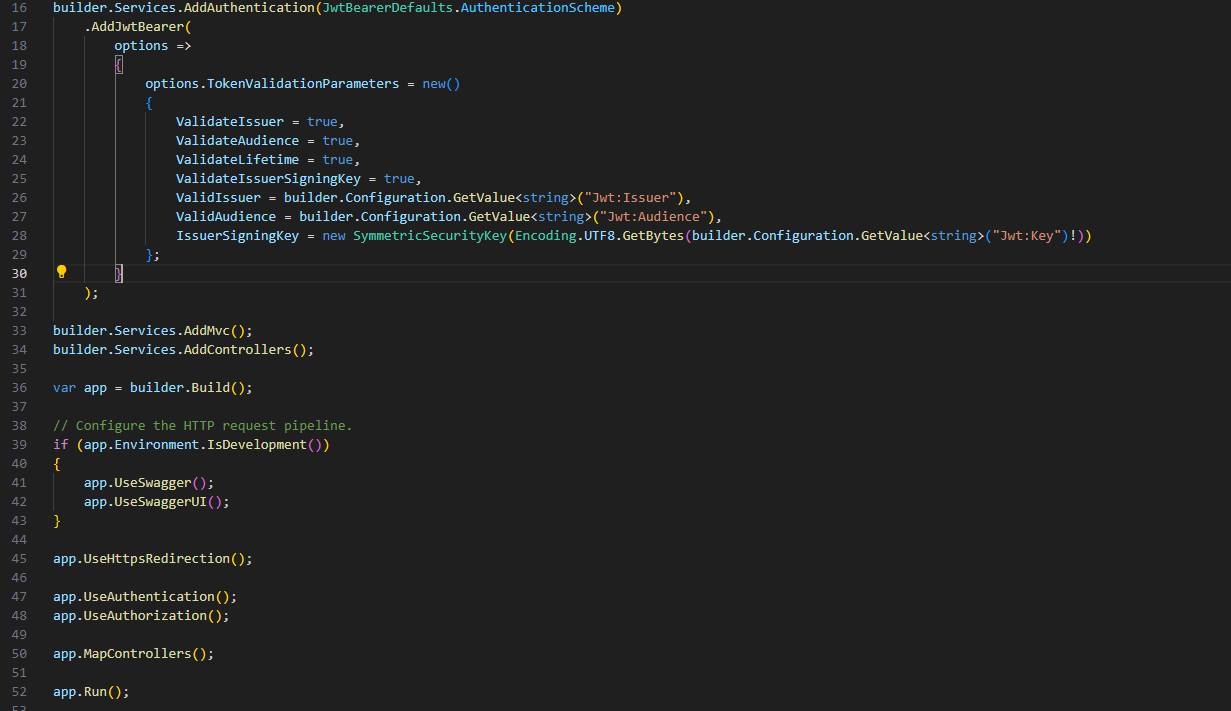 16 builder.Services.AddAuthentication(JwtBearerDefaults.AuthenticationScheme)
17     .AddJwtBearer(
18         options =>
19         {
20             options.TokenValidationParameters = new()
21             {
22                 ValidateIssuer = true,
23                 ValidateAudience = true,
24                 ValidateLifetime = true,
25                 ValidateIssuerSigningKey = true,
26                 ValidIssuer = builder.Configuration.GetValue<string>("Jwt:Issuer"),
27                 ValidAudience = builder.Configuration.GetValue<string>("Jwt:Audience"),
28                 IssuerSigningKey = new SymmetricSecurityKey(Encoding.UTF8.GetBytes(builder.Configuration.GetValue<string>("Jwt:Key")!))
29             };
30         }
31     );
32
33 builder.Services.AddMvc();
34 builder.Services.AddControllers();
35
36 var app = builder.Build();
37
38 // Configure the HTTP request pipeline.
39 if (app.Environment.IsDevelopment())
40 {
41     app.UseSwagger();
42     app.UseSwaggerUI();
43 }
44
45 app.UseHttpsRedirection();
46
47 app.UseAuthentication();
48 app.UseAuthorization();
49
50 app.MapControllers();
51
52 app.Run();
53